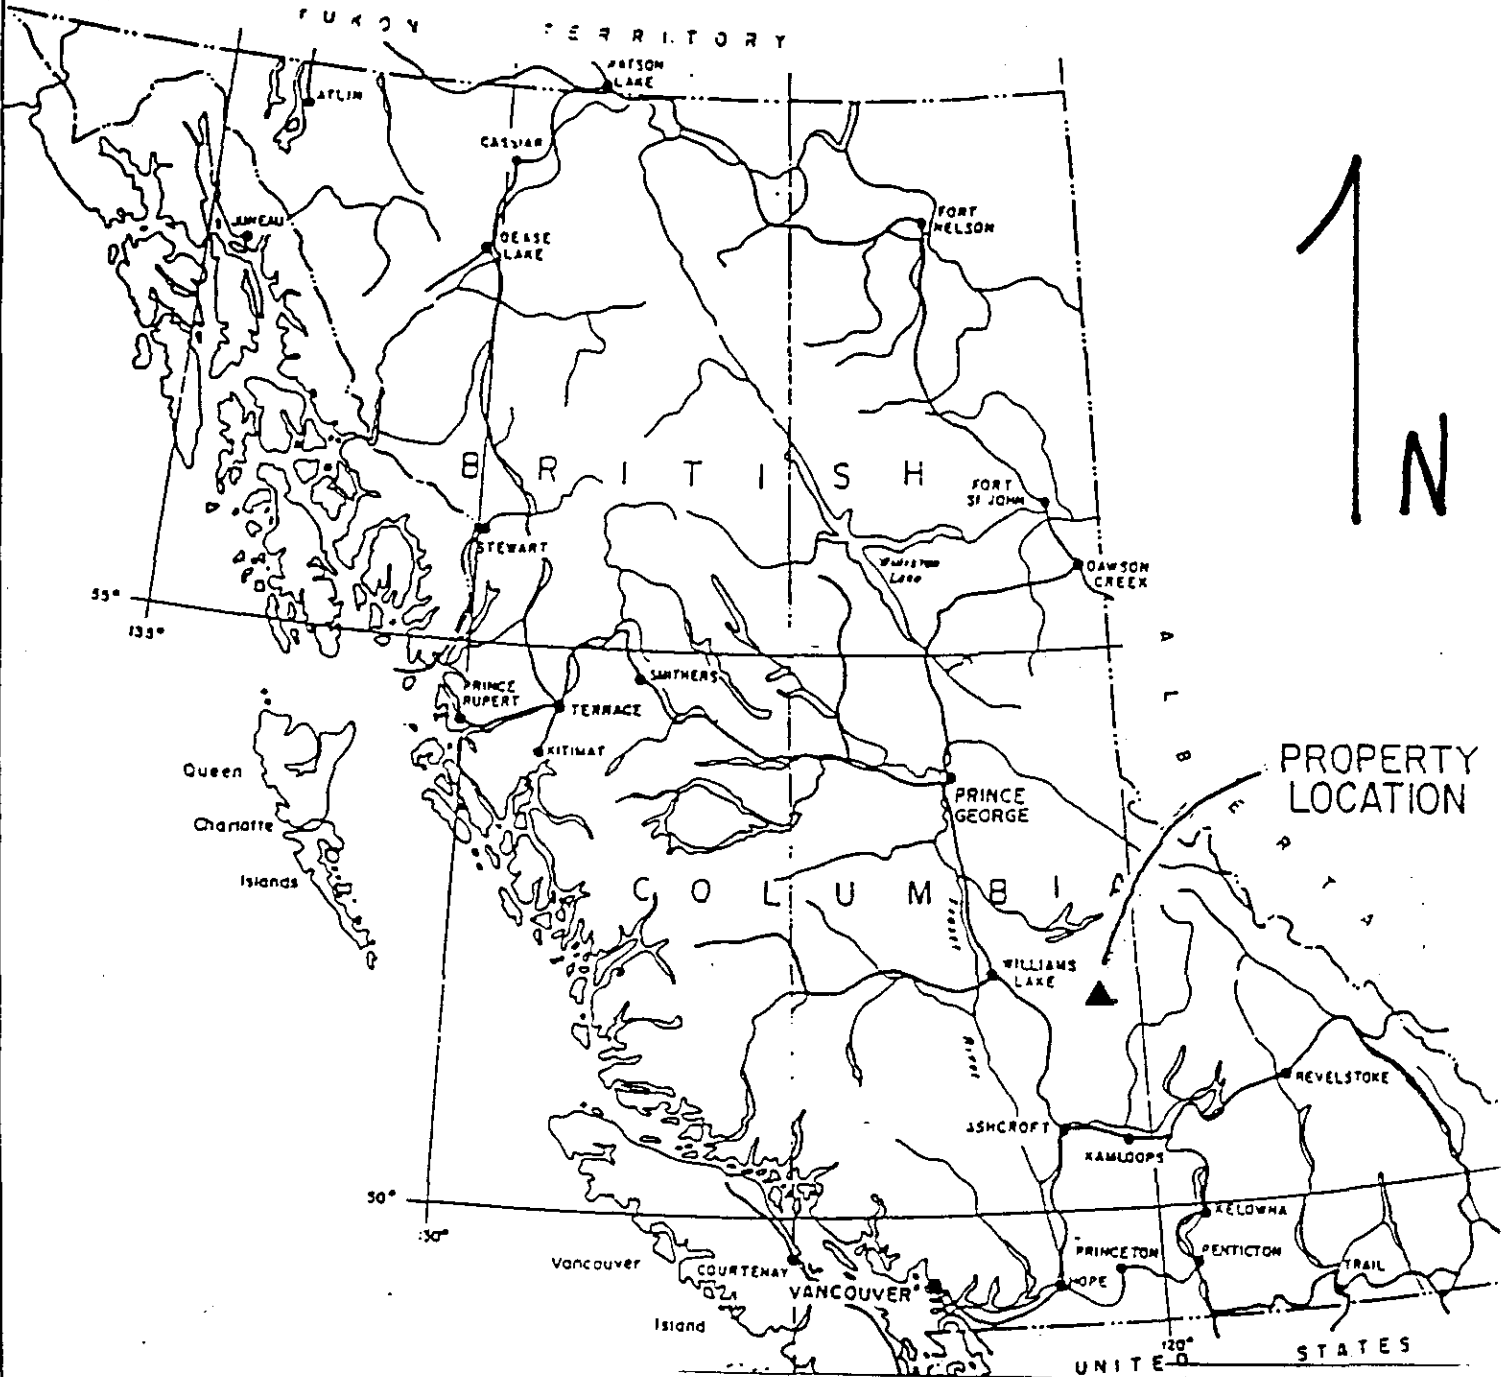 YUKON TERRITORY
WATSON
LAKE
ATLIN
CASSIAR
JUNEAU
DEASE
LAKE
FORT
NELSON
N
BRITISH
FORT
ST JOHN
STEWART
Williston
Lake
DAWSON
CREEK
55°
135°
ALBERTA
SMITHERS
PRINCE
RUPERT
TERRACE
KITIMAT
PROPERTY
LOCATION
Queen
Charlotte
Islands
PRINCE
GEORGE
COLUMBIA
Fraser
River
WILLIAMS
LAKE
REVELSTOKE
ASHCROFT
KAMLOOPS
50°
130°
KELOWNA
Vancouver
Island
COURTENAY
VANCOUVER
PRINCETON
PENTICTON
HOPE
TRAIL
120°
UNITED STATES